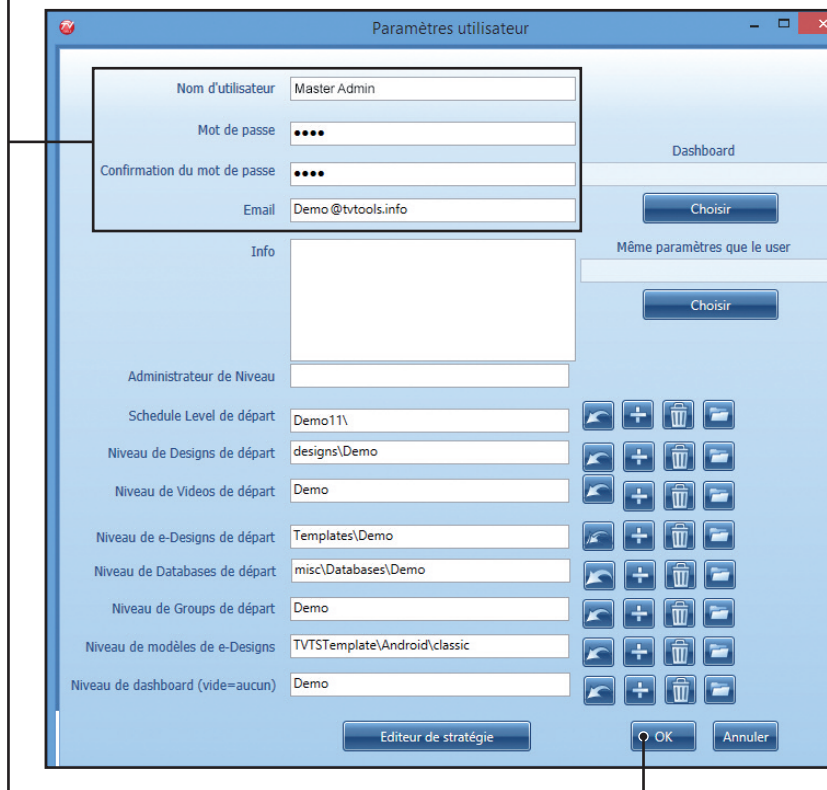 Paramètres utilisateur
Nom d'utilisateur Master Admin
Mot de passe ••••
Confirmation du mot de passe ••••
Email Demo@tvtools.info
Dashboard
Choisir
Info
Même paramètres que le user
Choisir
Administrateur de Niveau
Schedule Level de départ Demo11\
Niveau de Designs de départ designs\Demo
Niveau de Videos de départ Demo
Niveau de e-Designs de départ Templates\Demo
Niveau de Databases de départ misc\Databases\Demo
Niveau de Groups de départ Demo
Niveau de modèles de e-Designs TVTSTemplate\Android\classic
Niveau de dashboard (vide=aucun) Demo
Editeur de stratégie OK Annuler